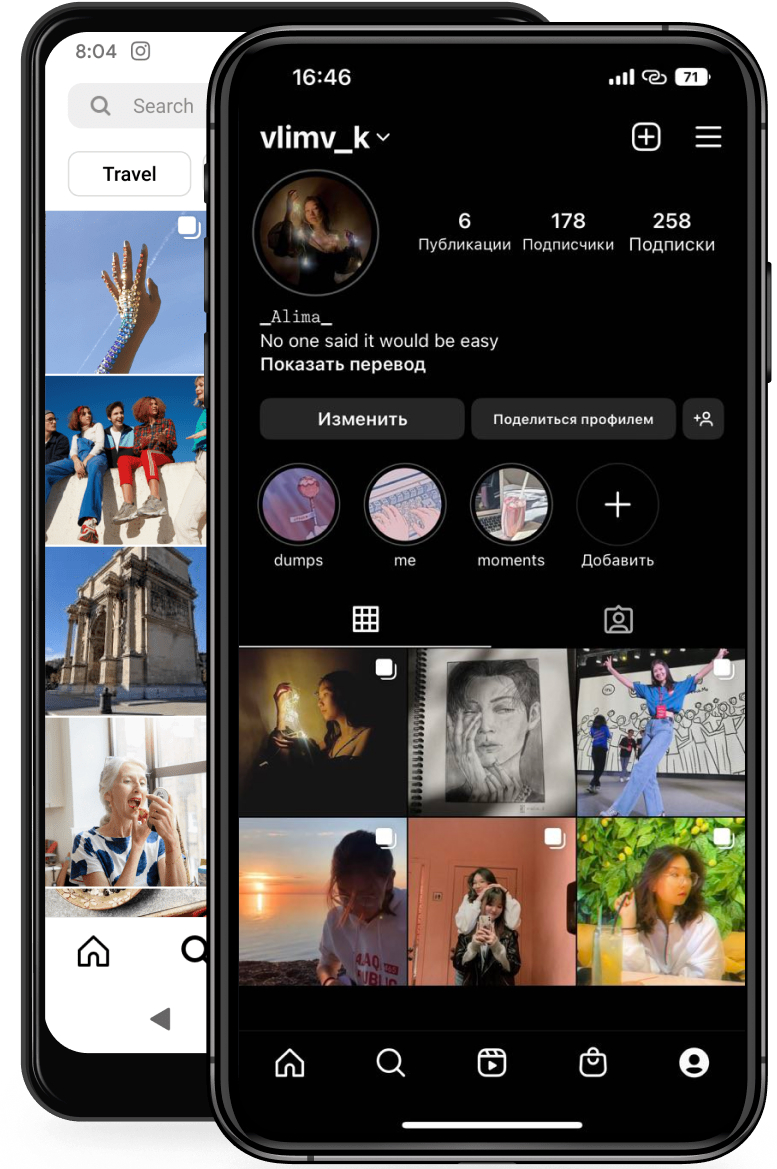 8:04
Search
Travel
16:46
71
vlimv_k
6
178
258
Публикации
Подписчики
Подписки
_Alima_
No one said it would be easy
Показать перевод
Изменить
Поделиться профилем
dumps
me
moments
Добавить